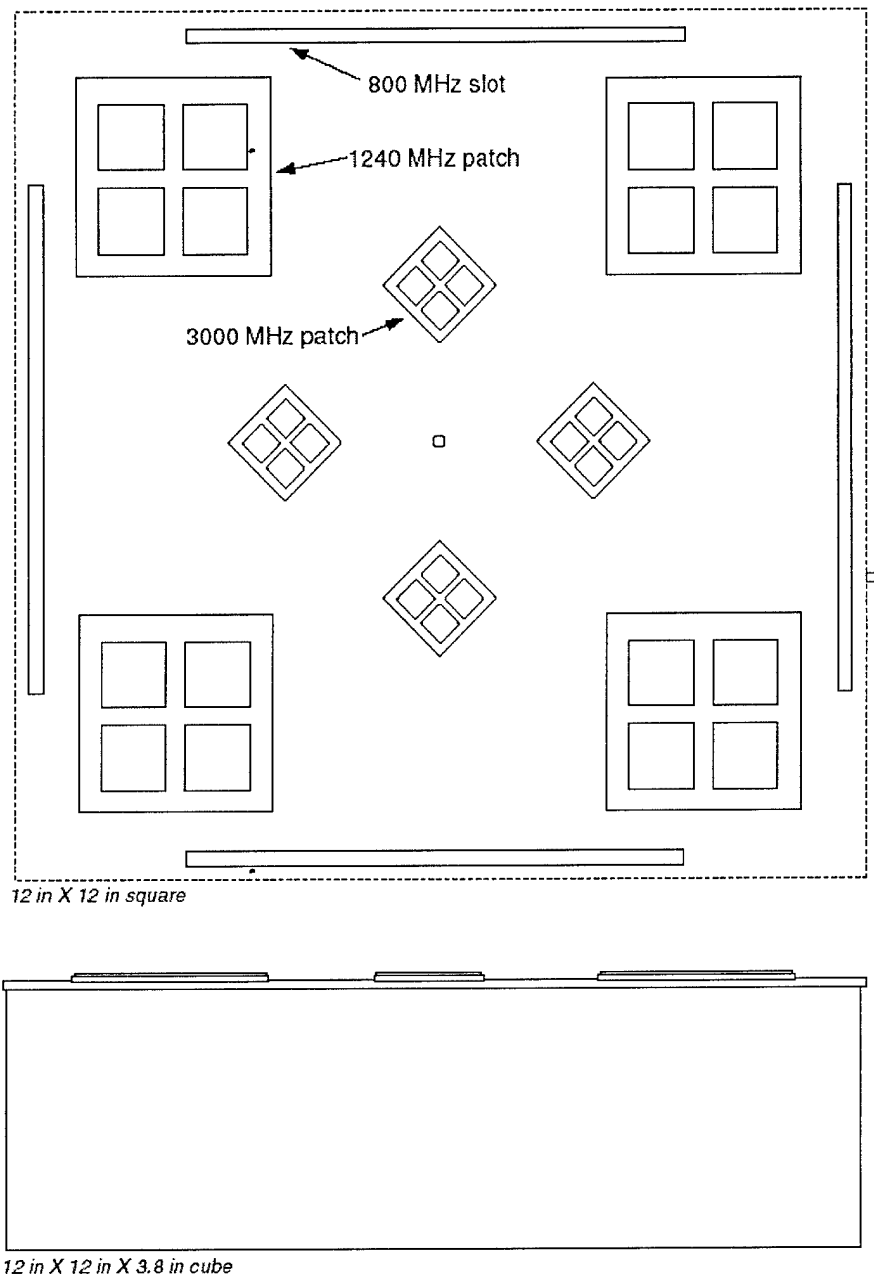 800 MHz slot
1240 MHz patch
3000 MHz patch
12 in X 12 in square
12 in X 12 in X 3.8 in cube